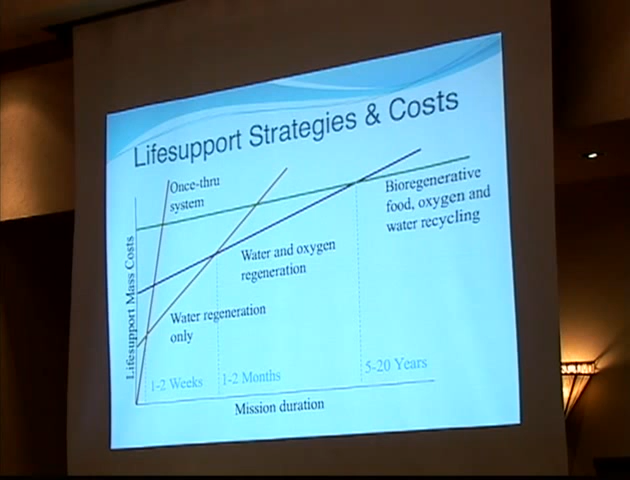 Lifesupport Strategies & Costs
Once-thru
system
Bioregenerative
food, oxygen and
water recycling
Water and oxygen
regeneration
Water regeneration
only
Lifesupport Mass Costs
1-2 Weeks
1-2 Months
5-20 Years
Mission duration